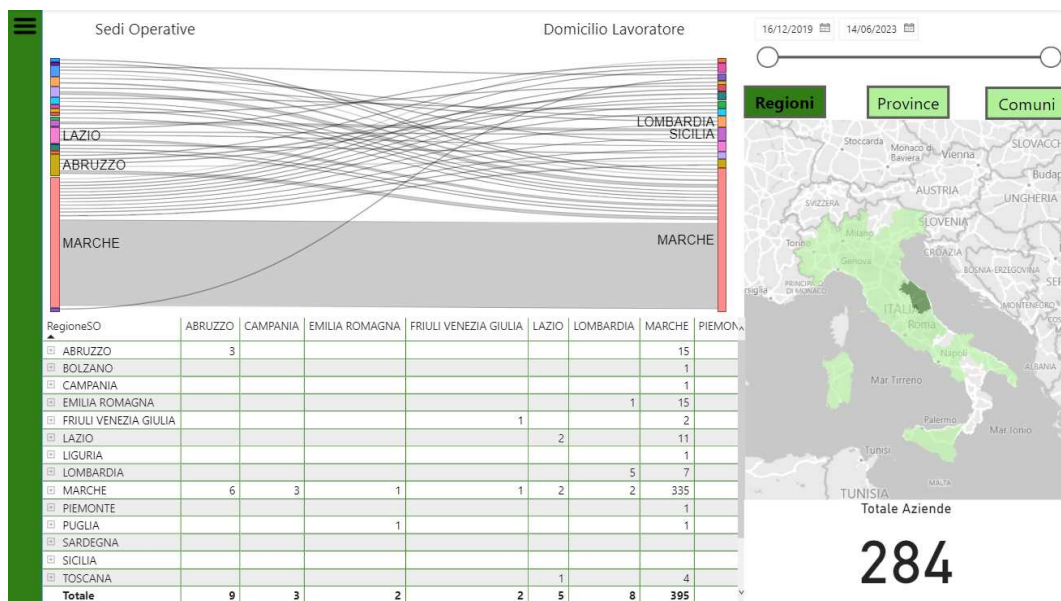 Sedi Operative
Domicilio Lavoratore
LAZIO
ABRUZZO
MARCHE
LOMBARDIA
SICILIA
MARCHE
16/12/2019 14/06/2023
Regioni Province Comuni
Stoccarda
Monaco di
Baviera
Vienna
SLOVACCH
Budap
AUSTRIA
UNGHERIA
SVIZZERA
SLOVENIA
Torino
Milano
CROAZIA
Genova
BOSNIA-ERZEGOVINA
SER
PRINCIPATO
DI MONACO
MONTENEGRO
ITALIA
Roma
Napoli
ALBANIA
Mar Tirreno
Palermo
Mar Ionio
Tunisi
MALTA
TUNISIA
RegioneSO ABRUZZO CAMPANIA EMILIA ROMAGNA FRIULI VENEZIA GIULIA LAZIO LOMBARDIA MARCHE PIEMON
ABRUZZO 3 15
BOLZANO 1
CAMPANIA 1
EMILIA ROMAGNA 1 15
FRIULI VENEZIA GIULIA 1 2
LAZIO 2 11
LIGURIA 1
LOMBARDIA 5 7
MARCHE 6 3 1 1 2 2 335
PIEMONTE 1
PUGLIA 1 1
SARDEGNA
SICILIA
TOSCANA 1 4
Totale 9 3 2 2 5 8 395
Totale Aziende
284